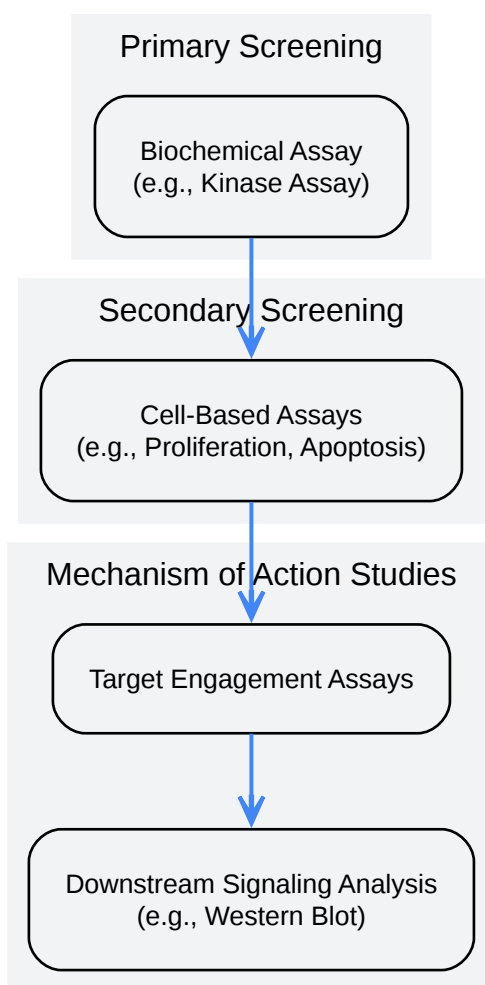 Primary Screening
Biochemical Assay
(e.g., Kinase Assay)
Secondary Screening
Cell-Based Assays
(e.g., Proliferation, Apoptosis)
Mechanism of Action Studies
Target Engagement Assays
Downstream Signaling Analysis
(e.g., Western Blot)